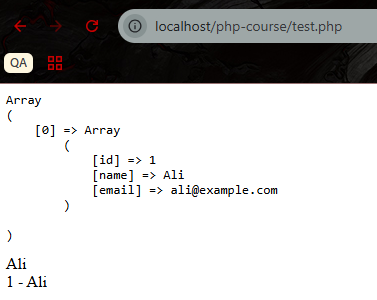 localhost/php-course/test.php
QA
Array
(
    [0] => Array
        (
            [id] => 1
            [name] => Ali
            [email] => ali@example.com
        )

)
Ali
1 - Ali